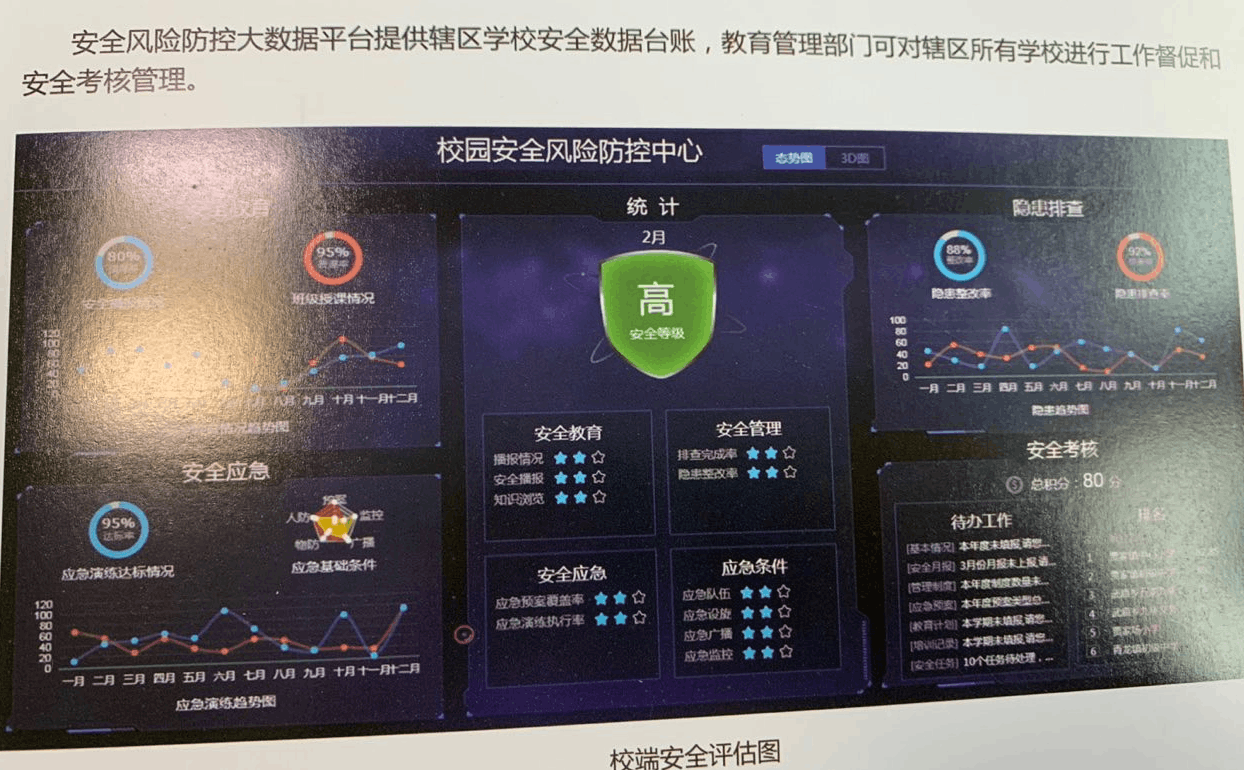 安全风险防控大数据平台提供辖区学校安全数据台账，教育管理部门可对辖区所有学校进行工作督促和
安全考核管理。
校园安全风险防控中心
态势图 3D图
安全教育
80%
95%
授课率
安全播报情况
班级授课情况
120
100
80
60
40
八月 九月 十月 十一月 十二月
情况趋势图
安全应急
95%
达标率
应急演练达标情况
人防
监控
物防
广播
应急基础条件
120
100
80
60
40
20
0
一月 二月 三月 四月 五月 六月 七月 八月 九月 十月 十一月 十二月
应急演练趋势图
统计
2月
高
安全等级
安全教育
播报情况
安全播报
知识浏览
安全管理
排查完成率
隐患整改率
安全应急
应急预案覆盖率
应急演练执行率
应急条件
应急队伍
应急设施
应急广播
应急监控
隐患排查
88%
整改率
92%
隐患整改率
隐患排查率
100
80
60
40
20
0
一月 二月 三月 四月 五月 六月 七月 八月 九月 十月 十一月 十二月
隐患趋势图
安全考核
总积分：80 分
待办工作
[基本情况] 本年度未填报,请您...
[安全月报] 3月份月报未上报,请...
[管理制度] 本年度制度数量未...
[应急预案] 本年度预案类型总...
[教育计划] 本学期未填报,请您...
[培训记录] 本学期未填报,请您...
[安全任务] 10个任务待处理，...
排名
1
2
3
4
5
6
校端安全评估图